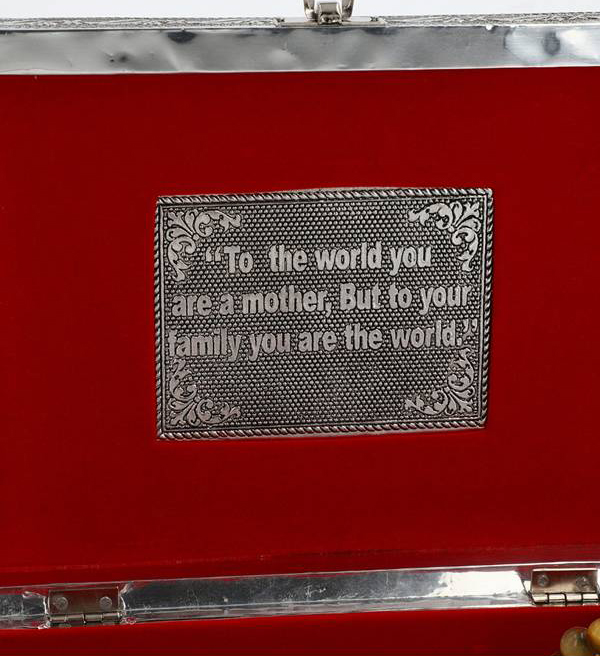 “To the world you
are a mother, But to your
family you are the world.”